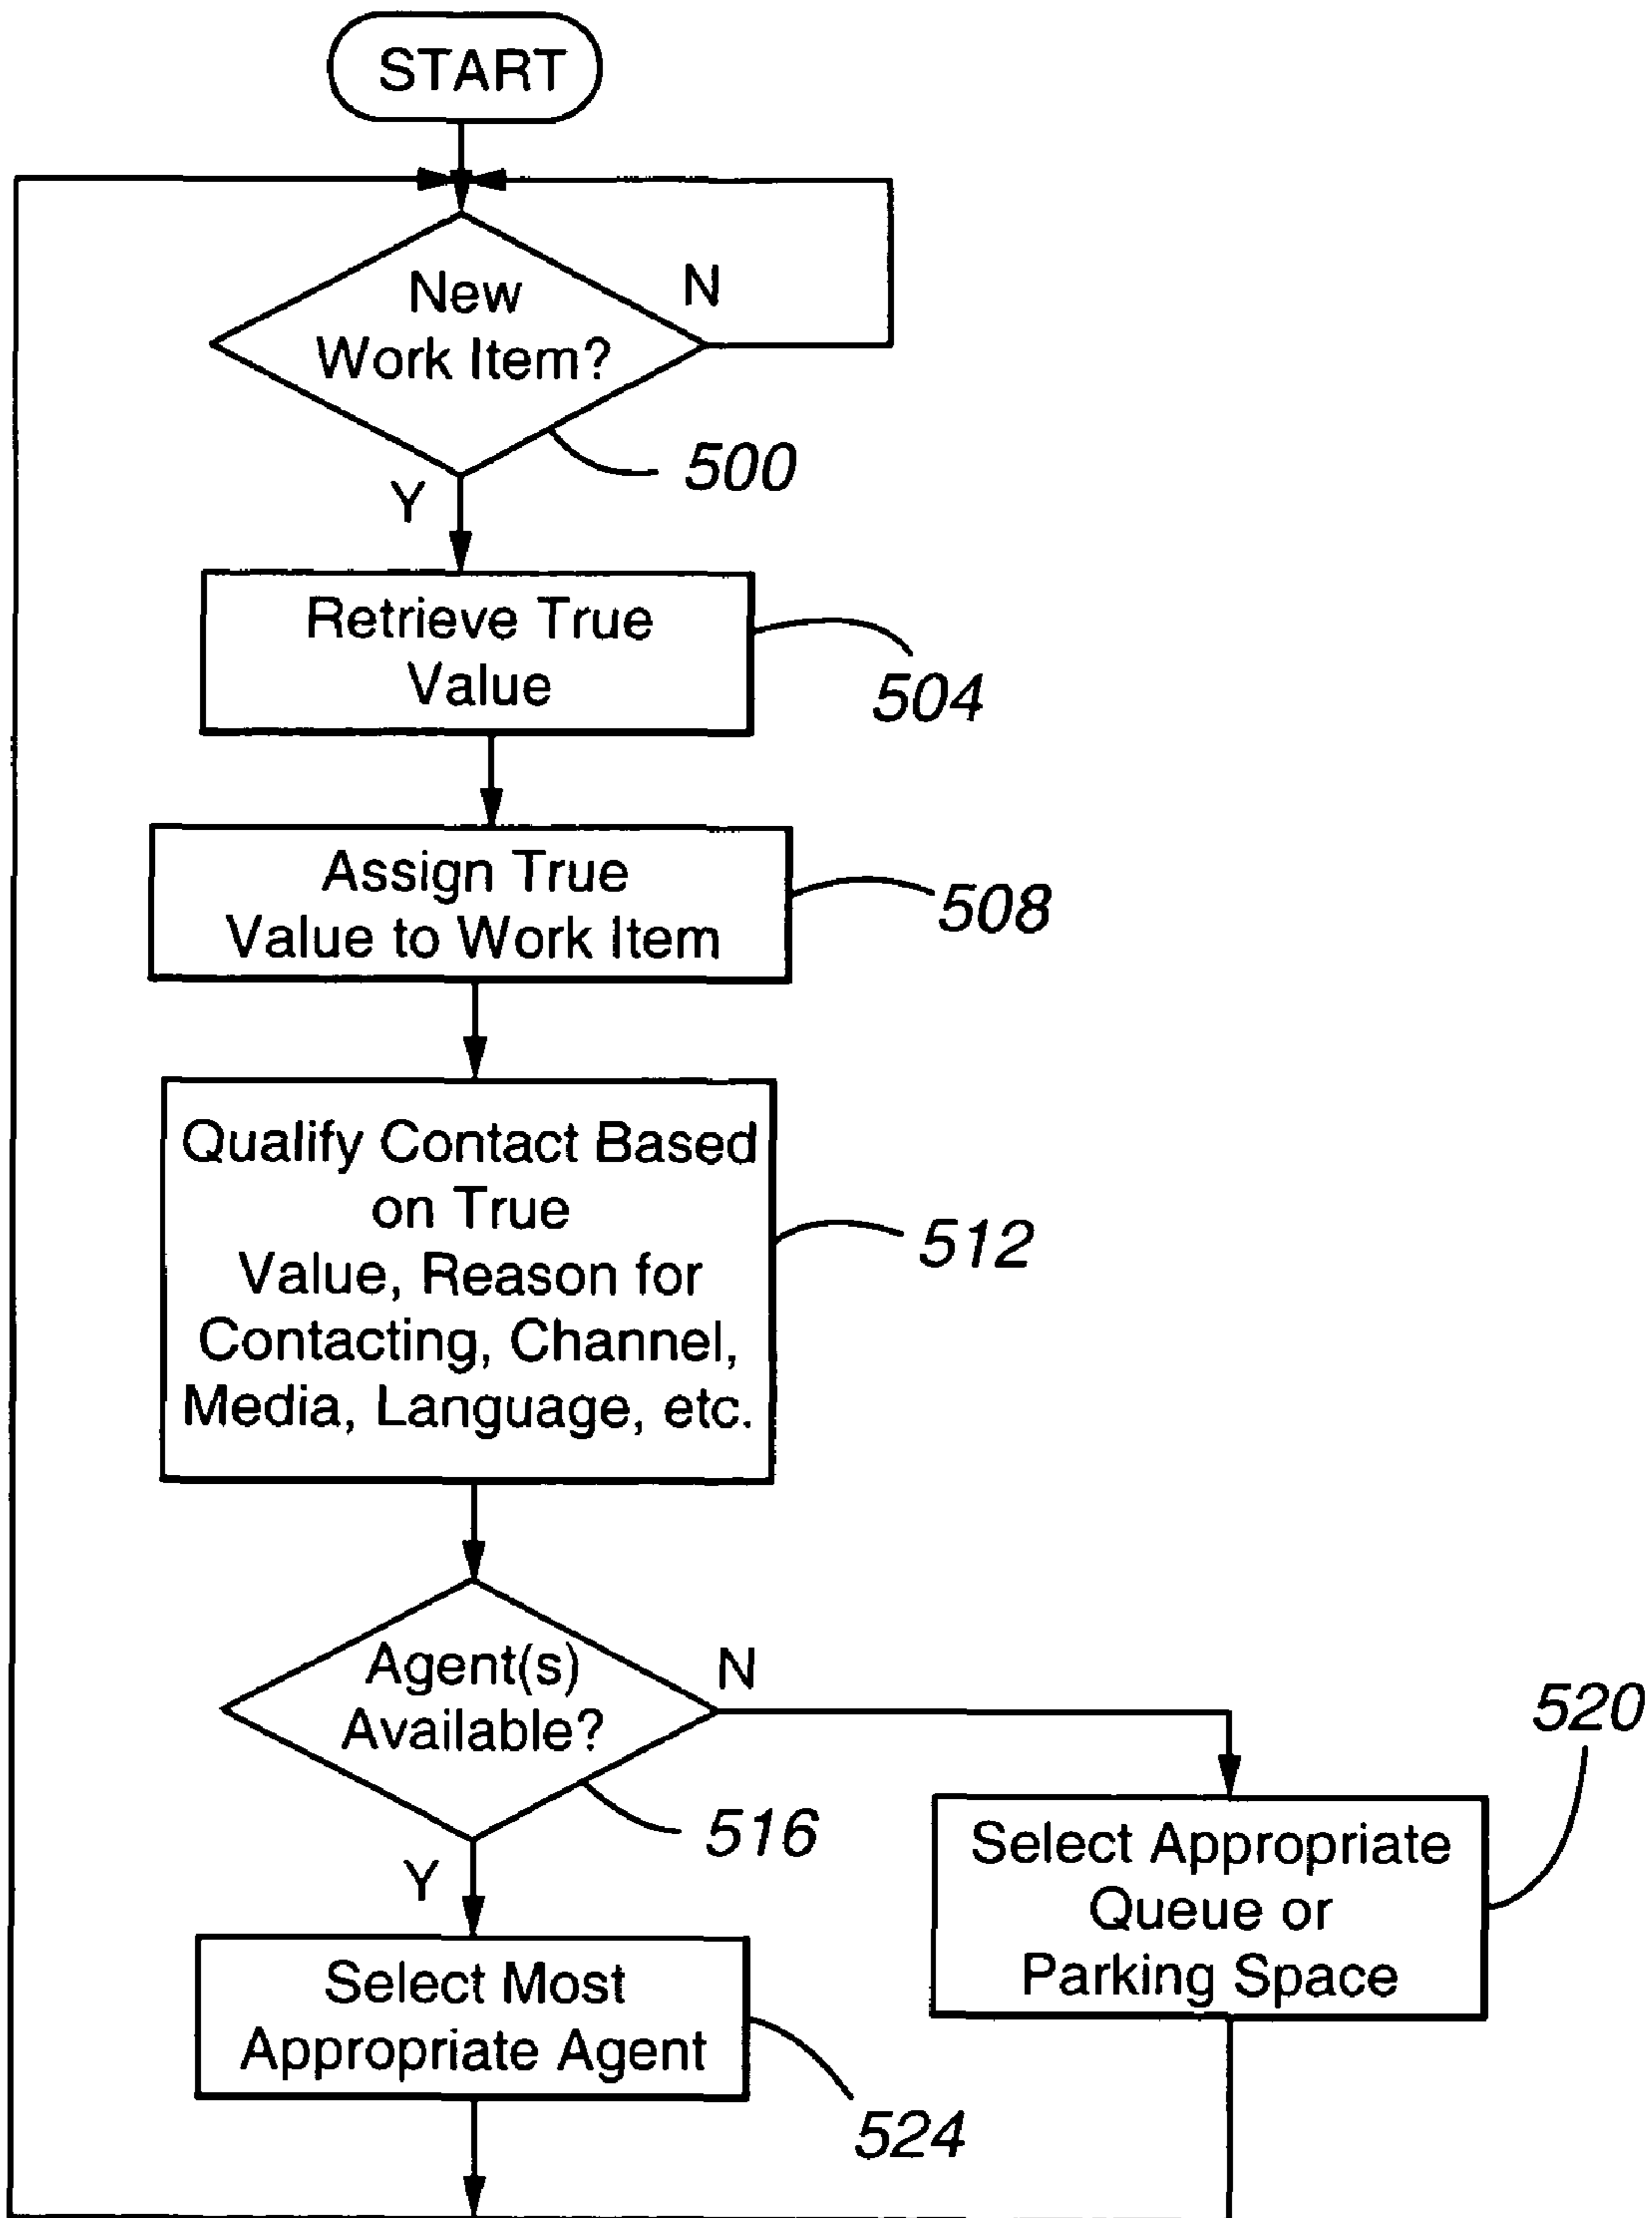 START
New
Work Item?
N
500
Y
Retrieve True
Value
504
Assign True
Value to Work Item
508
Qualify Contact Based
on True
Value, Reason for
Contacting, Channel,
Media, Language, etc.
512
Agent(s)
Available?
N
516
Y
520
Select Appropriate
Queue or
Parking Space
Select Most
Appropriate Agent
524